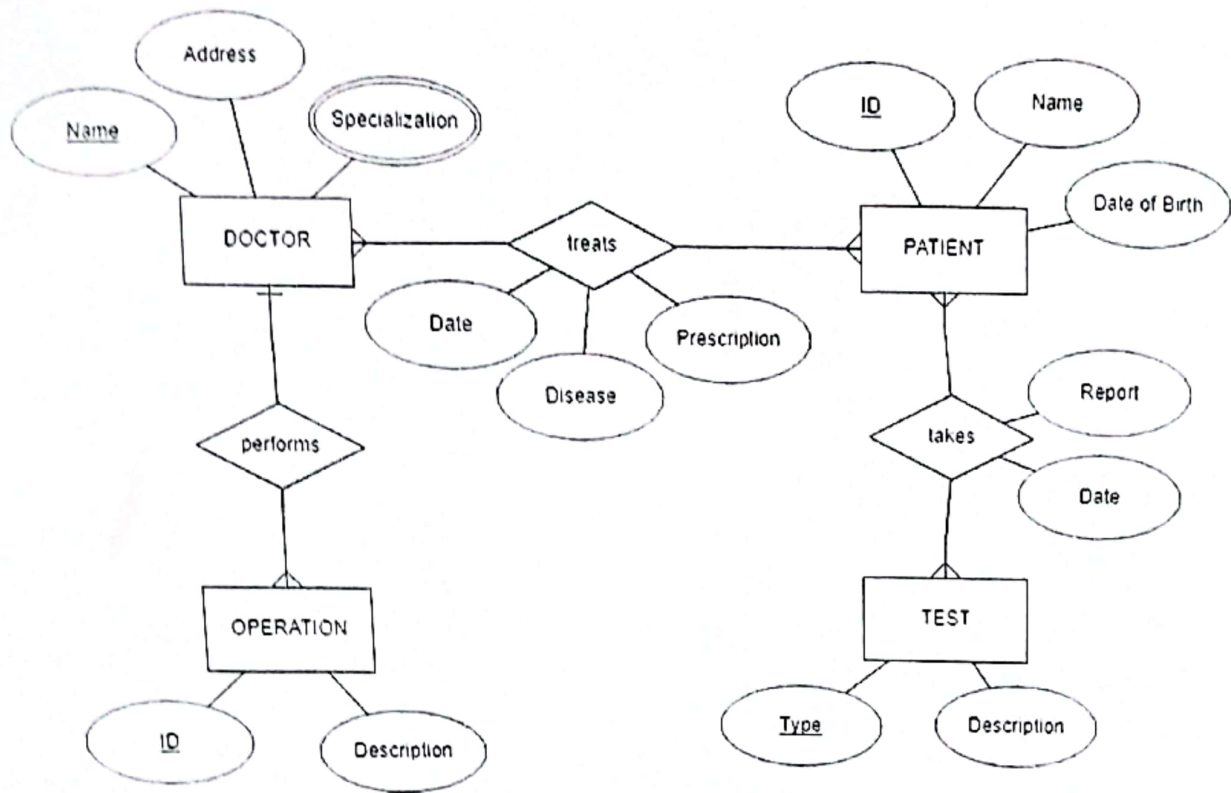 Address
Specialization
Name
DOCTOR
ID
Name
Date of Birth
PATIENT
treats
Date
Disease
Prescription
performs
takes
Report
Date
OPERATION
ID
Description
TEST
Type
Description